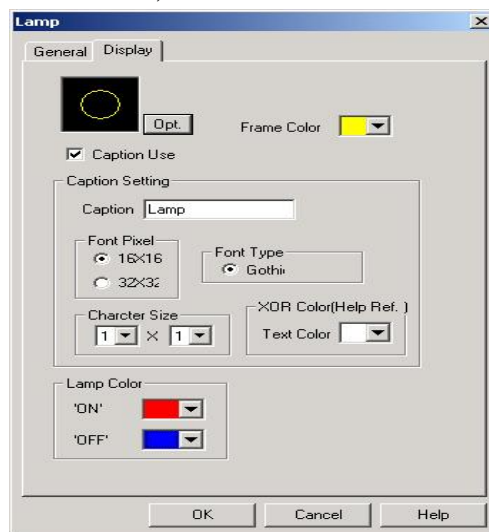 Lamp
General Display
Opt. Frame Color
Caption Use
Caption Setting
Caption Lamp
Font Pixel
16X16
32X32
Font Type
Gothi
Charcter Size
1 X 1
XOR Color(Help Ref. )
Text Color
Lamp Color
'ON'
'OFF'
OK Cancel Help